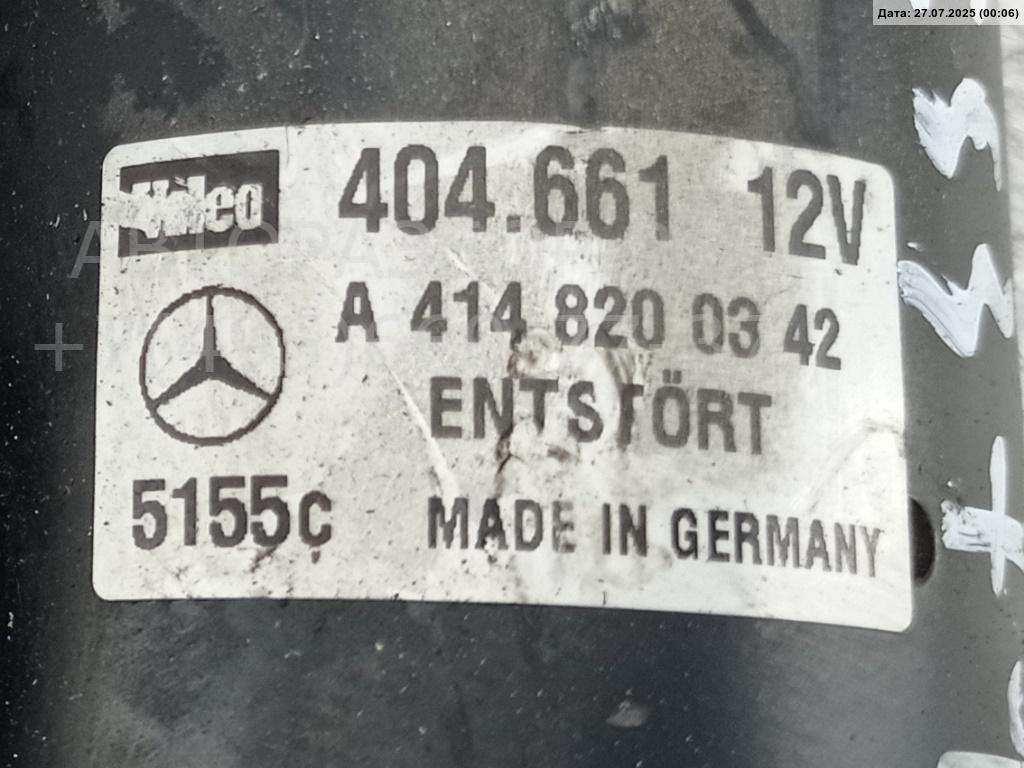 Дата: 27.07.2025 (00:06)
Valeo 404.661 12V
A 414 820 03 42
ENTSTÖRT
5155ç MADE IN GERMANY